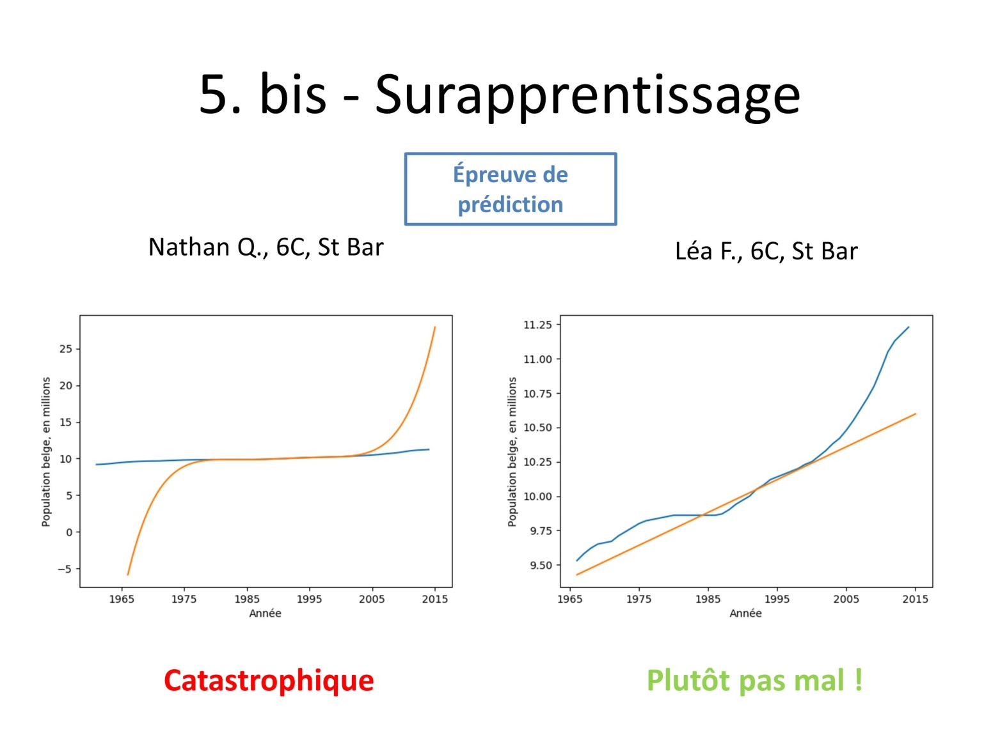 5. bis - Surapprentissage
Épreuve de
prédiction
Nathan Q., 6C, St Bar
Léa F., 6C, St Bar
Population belge, en millions
25
20
15
10
5
0
−5
1965 1975 1985 1995 2005 2015
Année
Population belge, en millions
11.25
11.00
10.75
10.50
10.25
10.00
9.75
9.50
1965 1975 1985 1995 2005 2015
Année
Catastrophique
Plutôt pas mal !